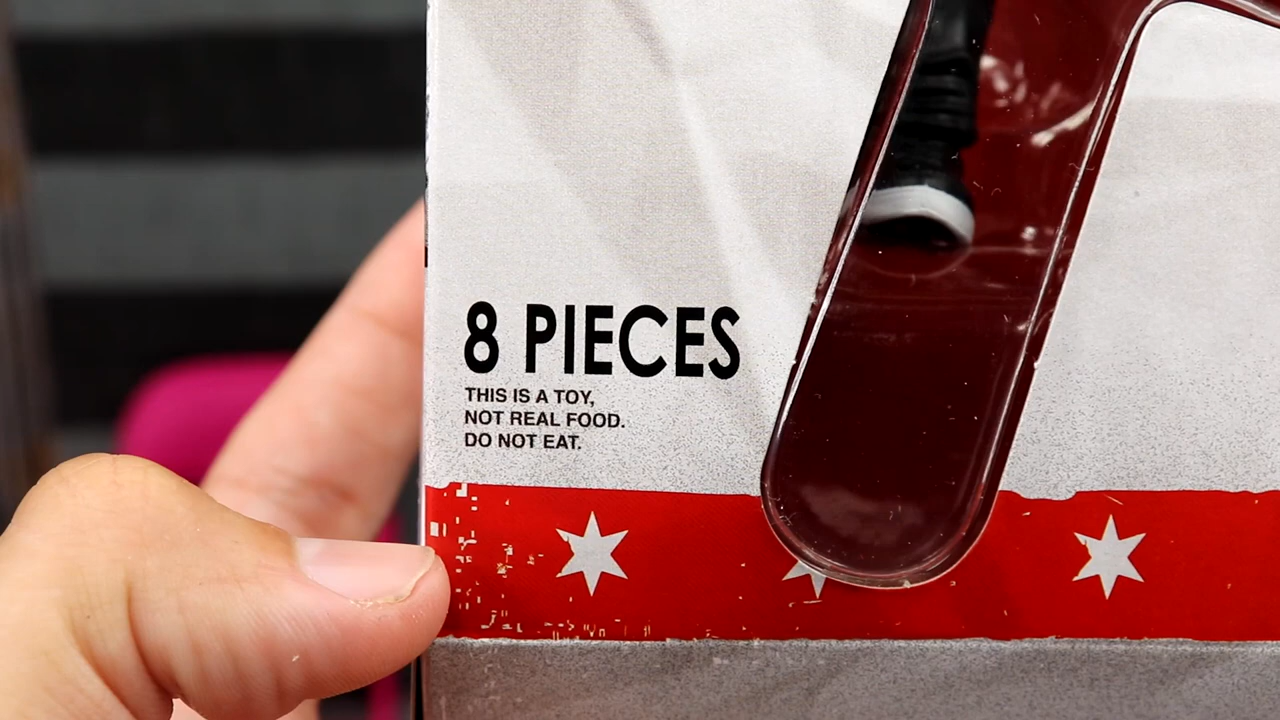 8 PIECES
THIS IS A TOY,
NOT REAL FOOD.
DO NOT EAT.